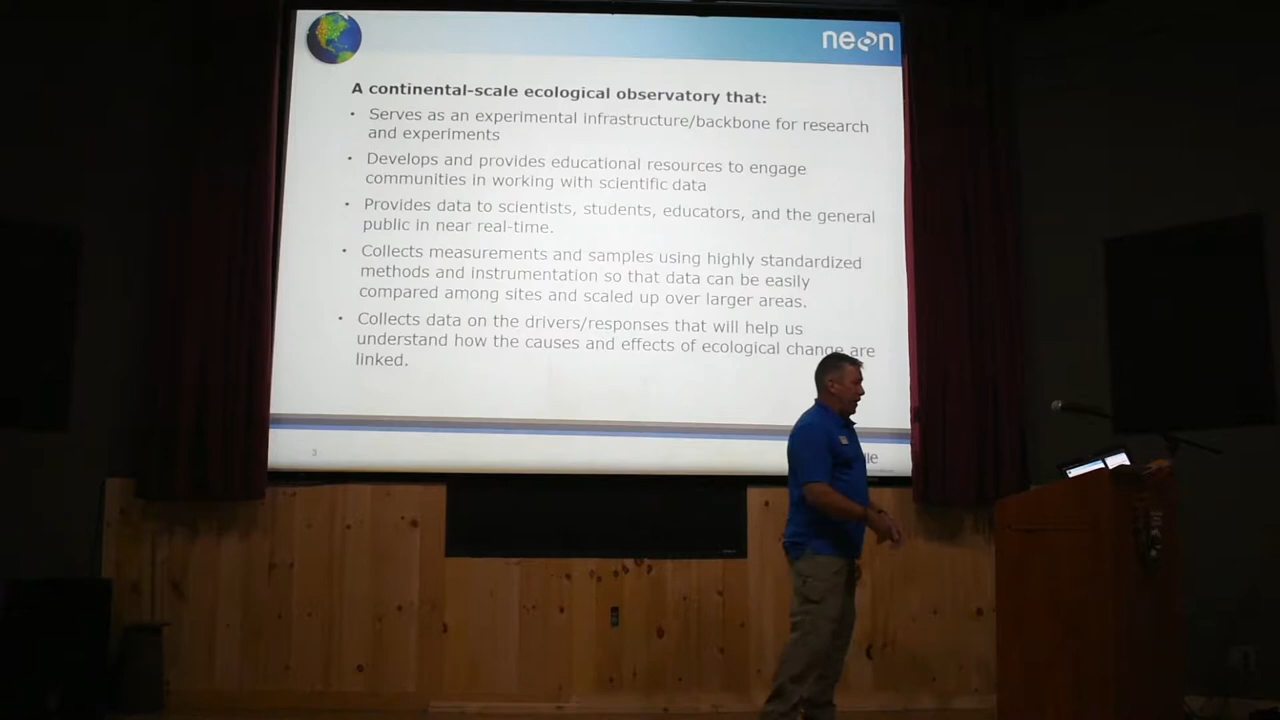 neon
A continental-scale ecological observatory that:
• Serves as an experimental infrastructure/backbone for research
and experiments
• Develops and provides educational resources to engage
communities in working with scientific data
• Provides data to scientists, students, educators, and the general
public in near real-time.
• Collects measurements and samples using highly standardized
methods and instrumentation so that data can be easily
compared among sites and scaled up over larger areas.
• Collects data on the drivers/responses that will help us
understand how the causes and effects of ecological change are
linked.
3